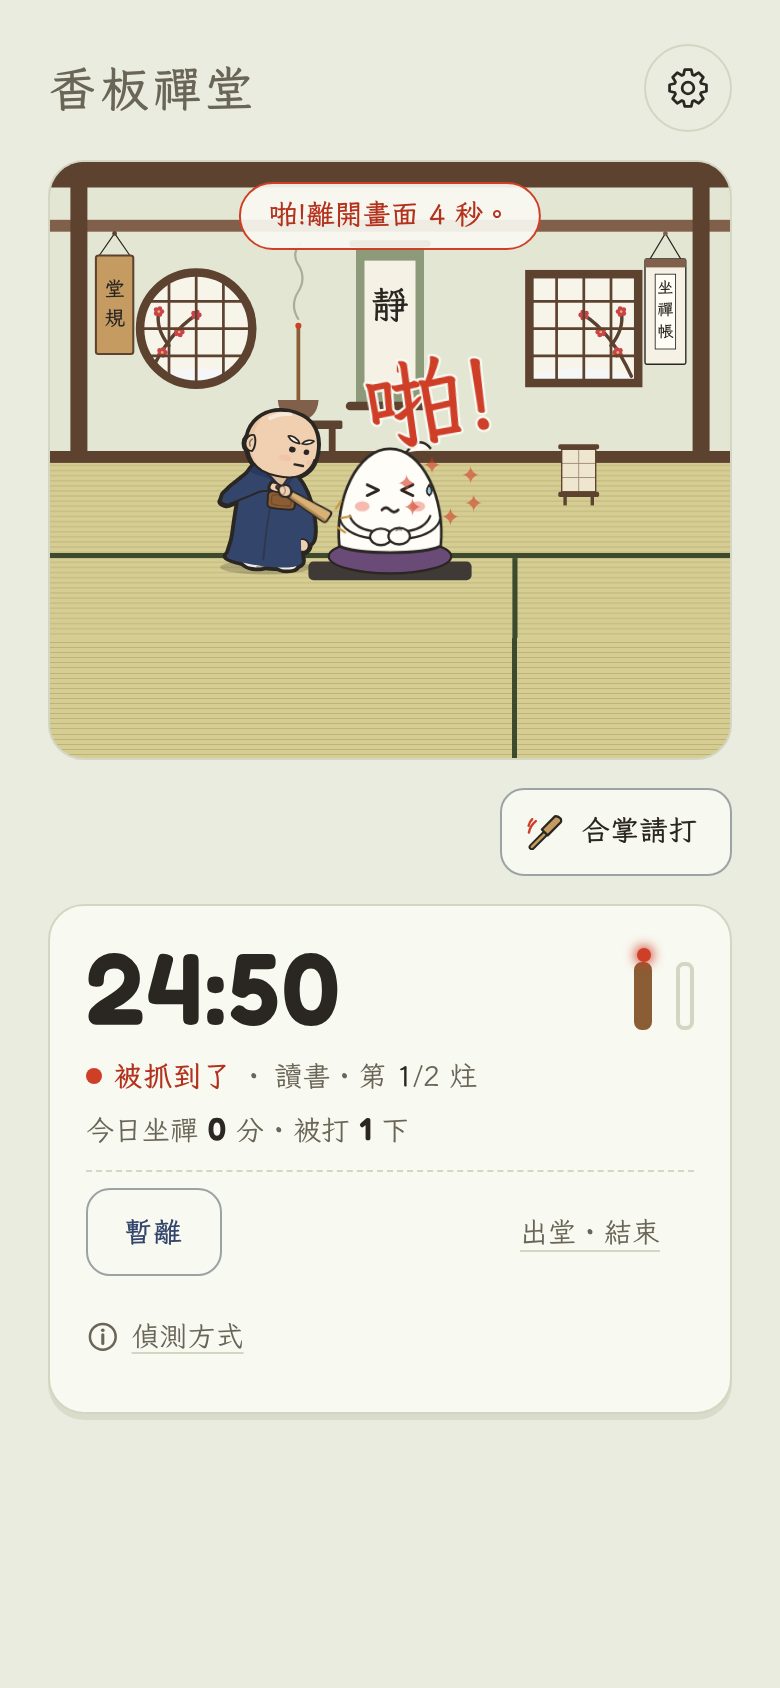 香板禪堂
啪!離開畫面 4 秒。
堂規
靜
坐禪帳
啪!
合掌請打
24:50
被抓到了 · 讀書 · 第 1/2 炷
今日坐禪 0 分 · 被打 1 下
暫離
出堂 · 結束
偵測方式